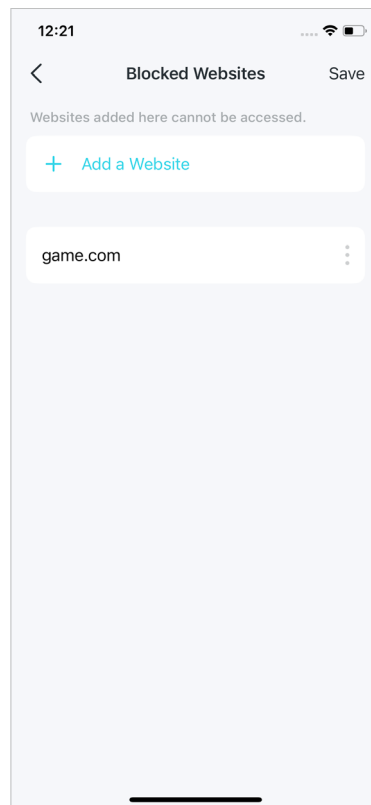 12:21
Blocked Websites
Save
Websites added here cannot be accessed.
+ Add a Website
game.com